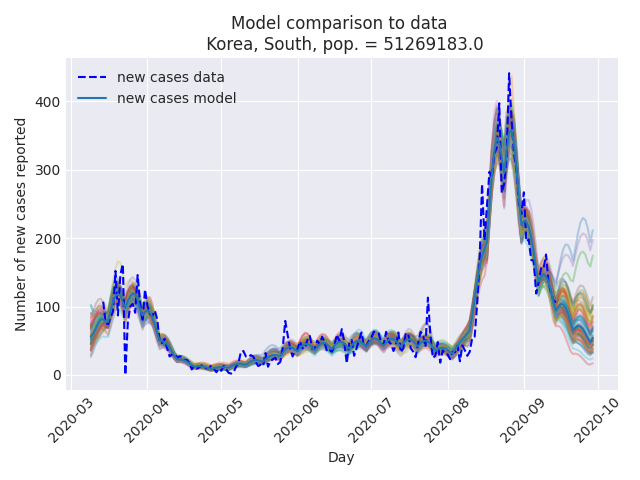 Model comparison to data
Korea, South, pop. = 51269183.0
new cases data
new cases model
Number of new cases reported
400
300
200
100
0
2020-03
2020-04
2020-05
2020-06
2020-07
2020-08
2020-09
2020-10
Day